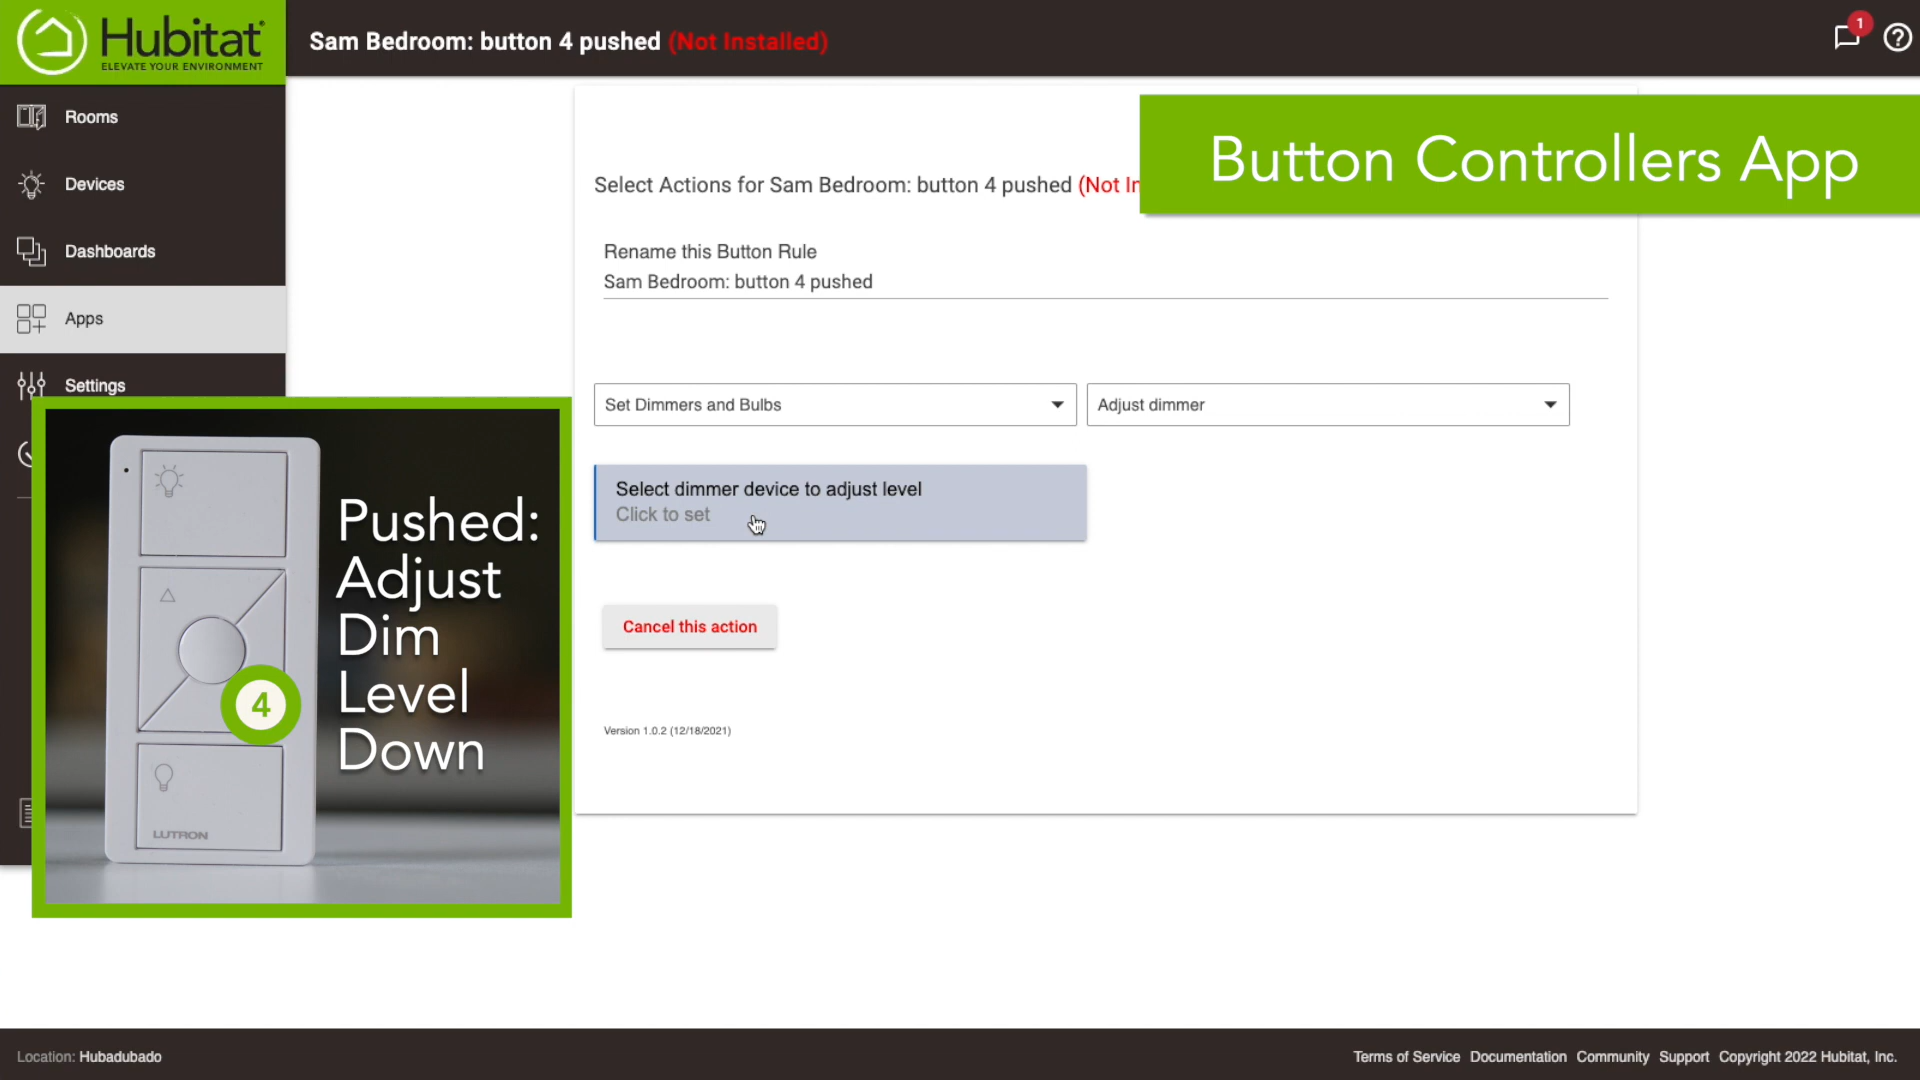 Hubitat®
ELEVATE YOUR ENVIRONMENT
Sam Bedroom: button 4 pushed (Not Installed)
1
?
Rooms
Devices
Dashboards
Apps
Settings
Button Controllers App
Select Actions for Sam Bedroom: button 4 pushed (Not In
Rename this Button Rule
Sam Bedroom: button 4 pushed
Set Dimmers and Bulbs
Adjust dimmer
Select dimmer device to adjust level
Click to set
Cancel this action
Version 1.0.2 (12/18/2021)
Pushed:
Adjust
Dim
Level
Down
4
LUTRON
Location: Hubadubado
Terms of Service Documentation Community Support Copyright 2022 Hubitat, Inc.